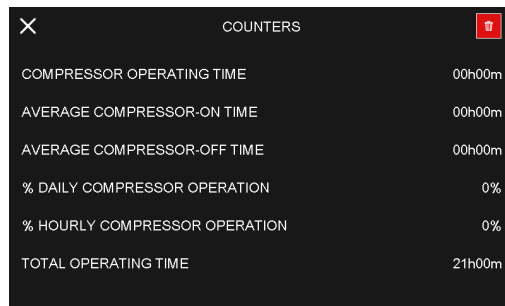 COUNTERS
COMPRESSOR OPERATING TIME 00h00m
AVERAGE COMPRESSOR-ON TIME 00h00m
AVERAGE COMPRESSOR-OFF TIME 00h00m
% DAILY COMPRESSOR OPERATION 0%
% HOURLY COMPRESSOR OPERATION 0%
TOTAL OPERATING TIME 21h00m